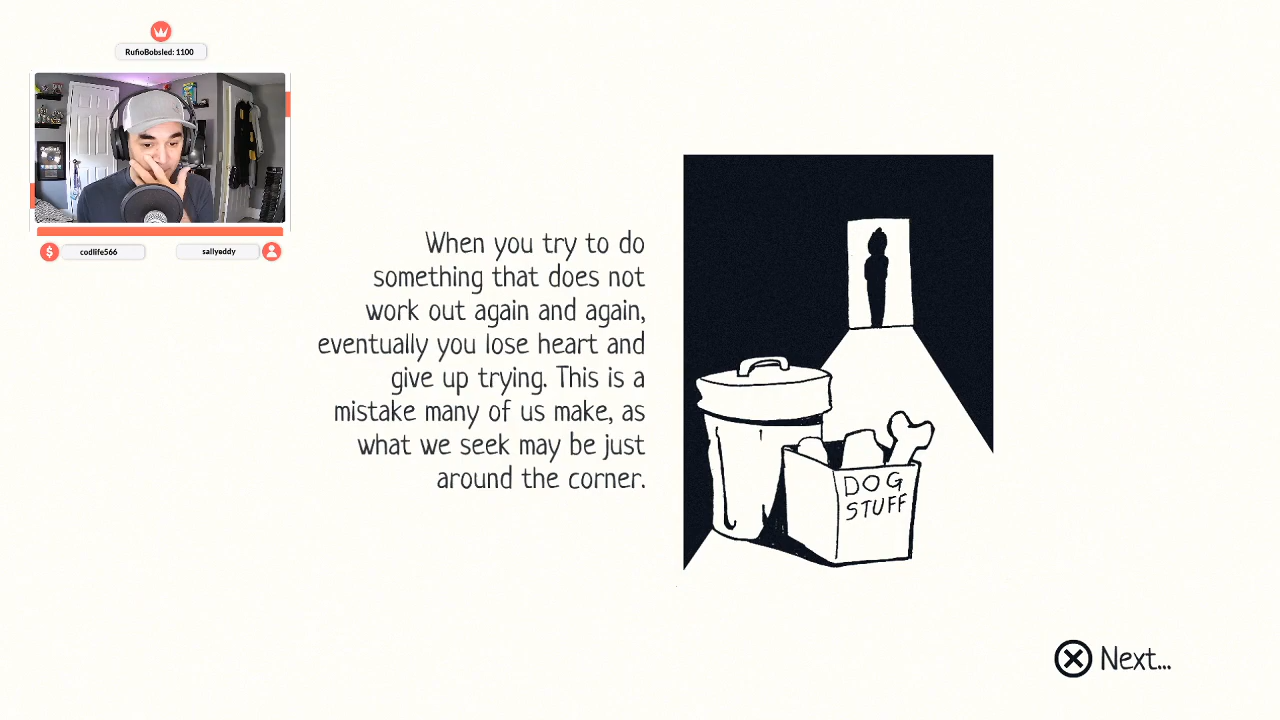 RufioBobsled: 1100
codlife566
sallyeddy
When you try to do
something that does not
work out again and again,
eventually you lose heart and
give up trying. This is a
mistake many of us make, as
what we seek may be just
around the corner.
DOG
STUFF
Next...